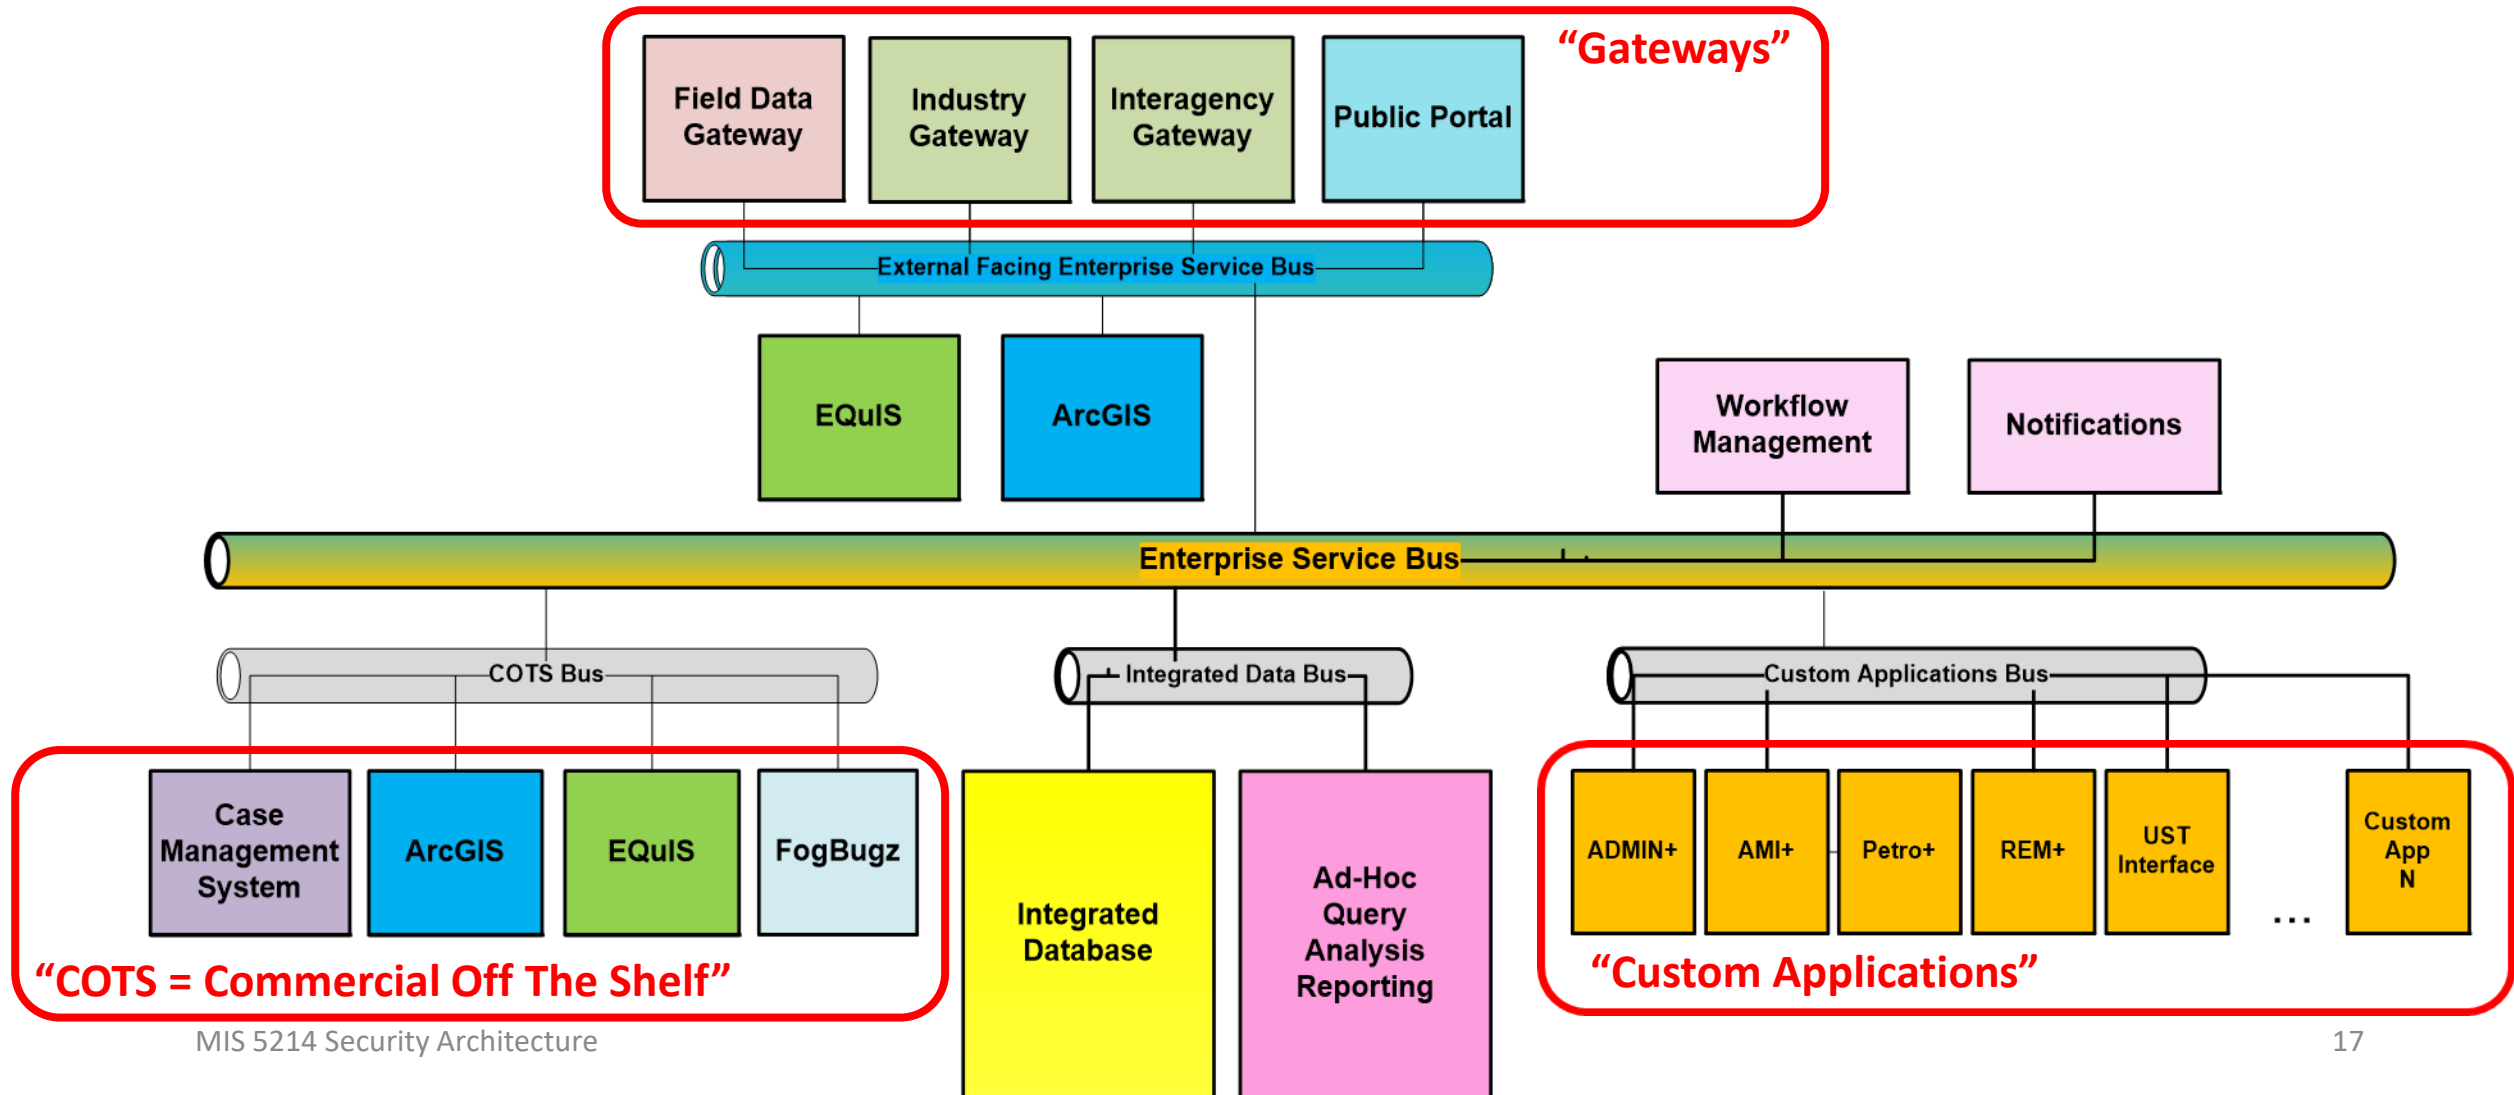 “Gateways”
Field Data
Gateway
Industry
Gateway
Interagency
Gateway
Public Portal
External Facing Enterprise Service Bus
EQuIS
ArcGIS
Workflow
Management
Notifications
Enterprise Service Bus
COTS Bus
Integrated Data Bus
Custom Applications Bus
Case
Management
System
ArcGIS
EQuIS
FogBugz
“COTS = Commercial Off The Shelf”
Integrated
Database
Ad-Hoc
Query
Analysis
Reporting
ADMIN+
AMI+
Petro+
REM+
UST
Interface
...
Custom
App
N
“Custom Applications”
MIS 5214 Security Architecture
17